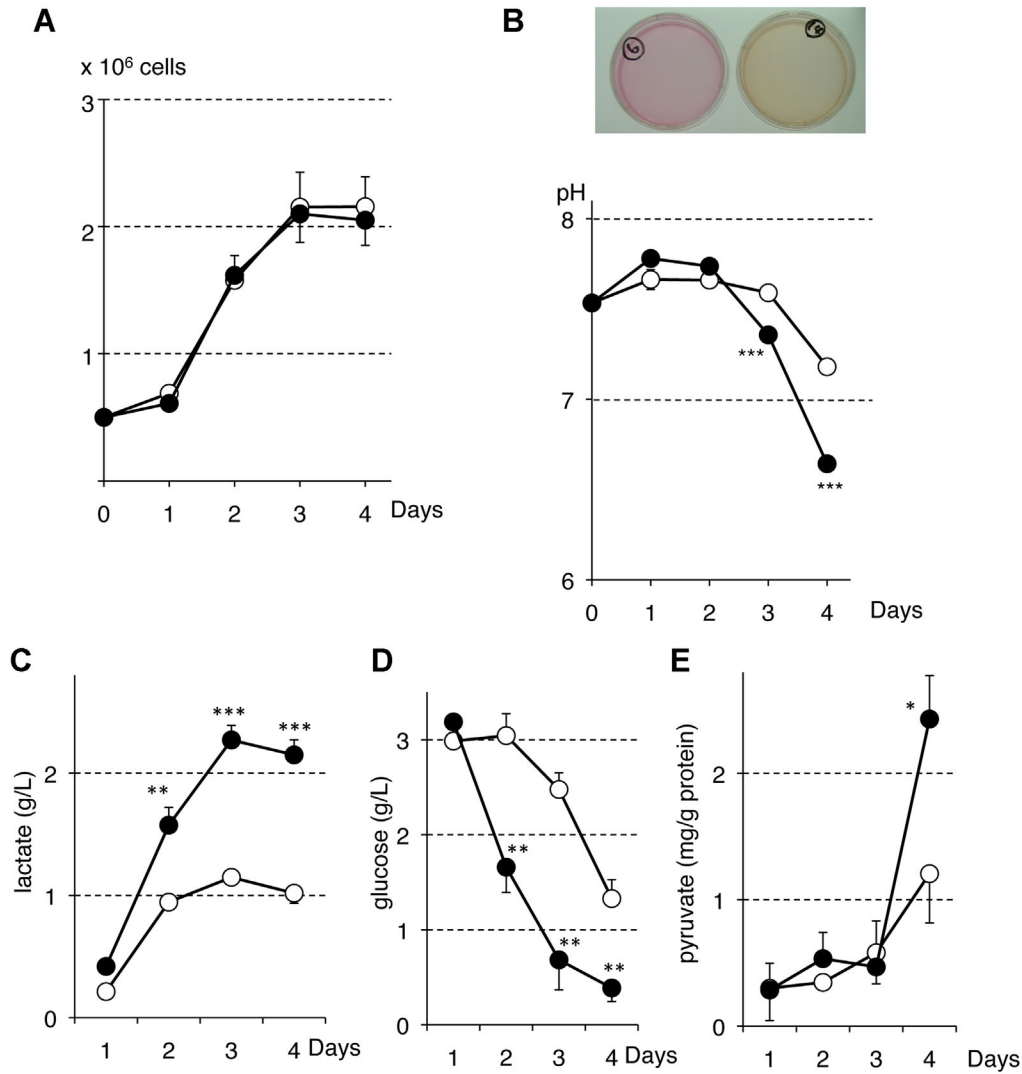 A
x 10⁶ cells
3
2
1
0 1 2 3 4 Days
B
6
pH
8
7
6
***
***
0 1 2 3 4 Days
C
lactate (g/L)
2
1
0
**
***
***
1 2 3 4 Days
D
glucose (g/L)
3
2
1
0
**
**
**
1 2 3 4 Days
E
pyruvate (mg/g protein)
2
1
0
*
1 2 3 4 Days